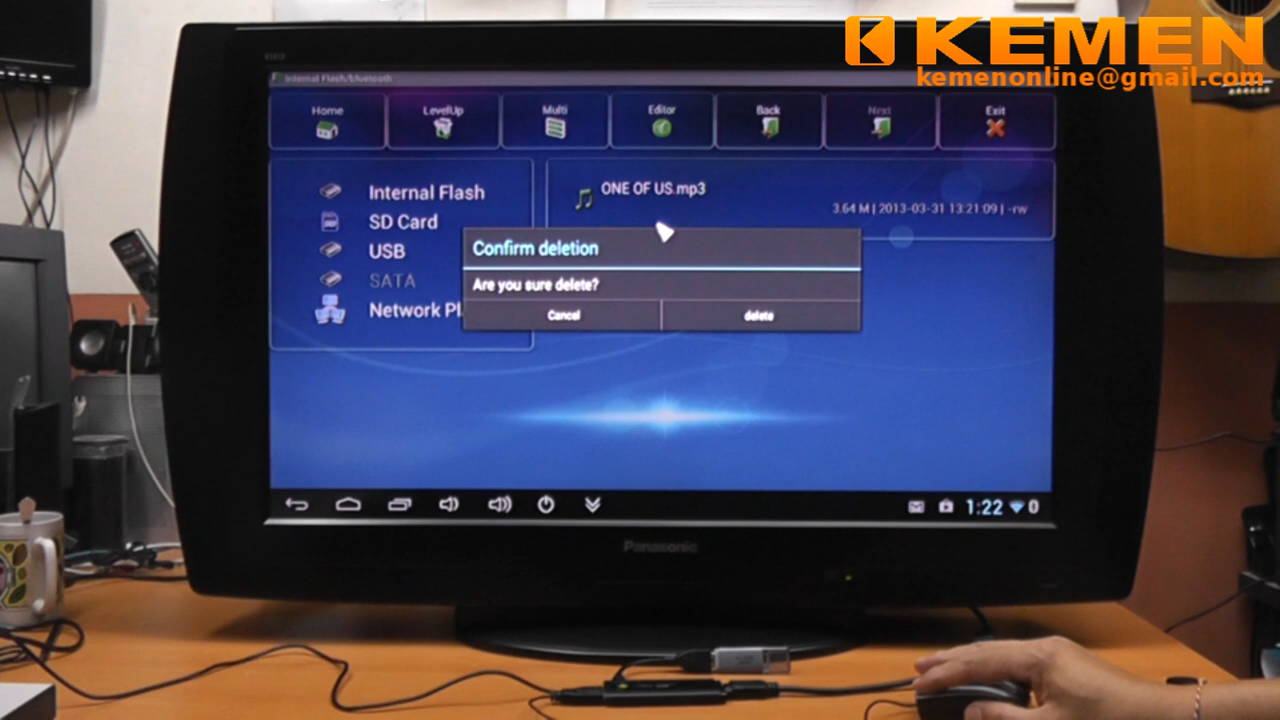 KEMEN
kemenonline@gmail.com
Internal Flash/bluetooth
Home
LevelUp
Multi
Editor
Back
Next
Exit
Internal Flash
SD Card
USB
SATA
Network Pl
ONE OF US.mp3
3.64 M | 2013-03-31 13:21:09 | -rw
Confirm deletion
Are you sure delete?
Cancel
delete
1:22
0
Panasonic